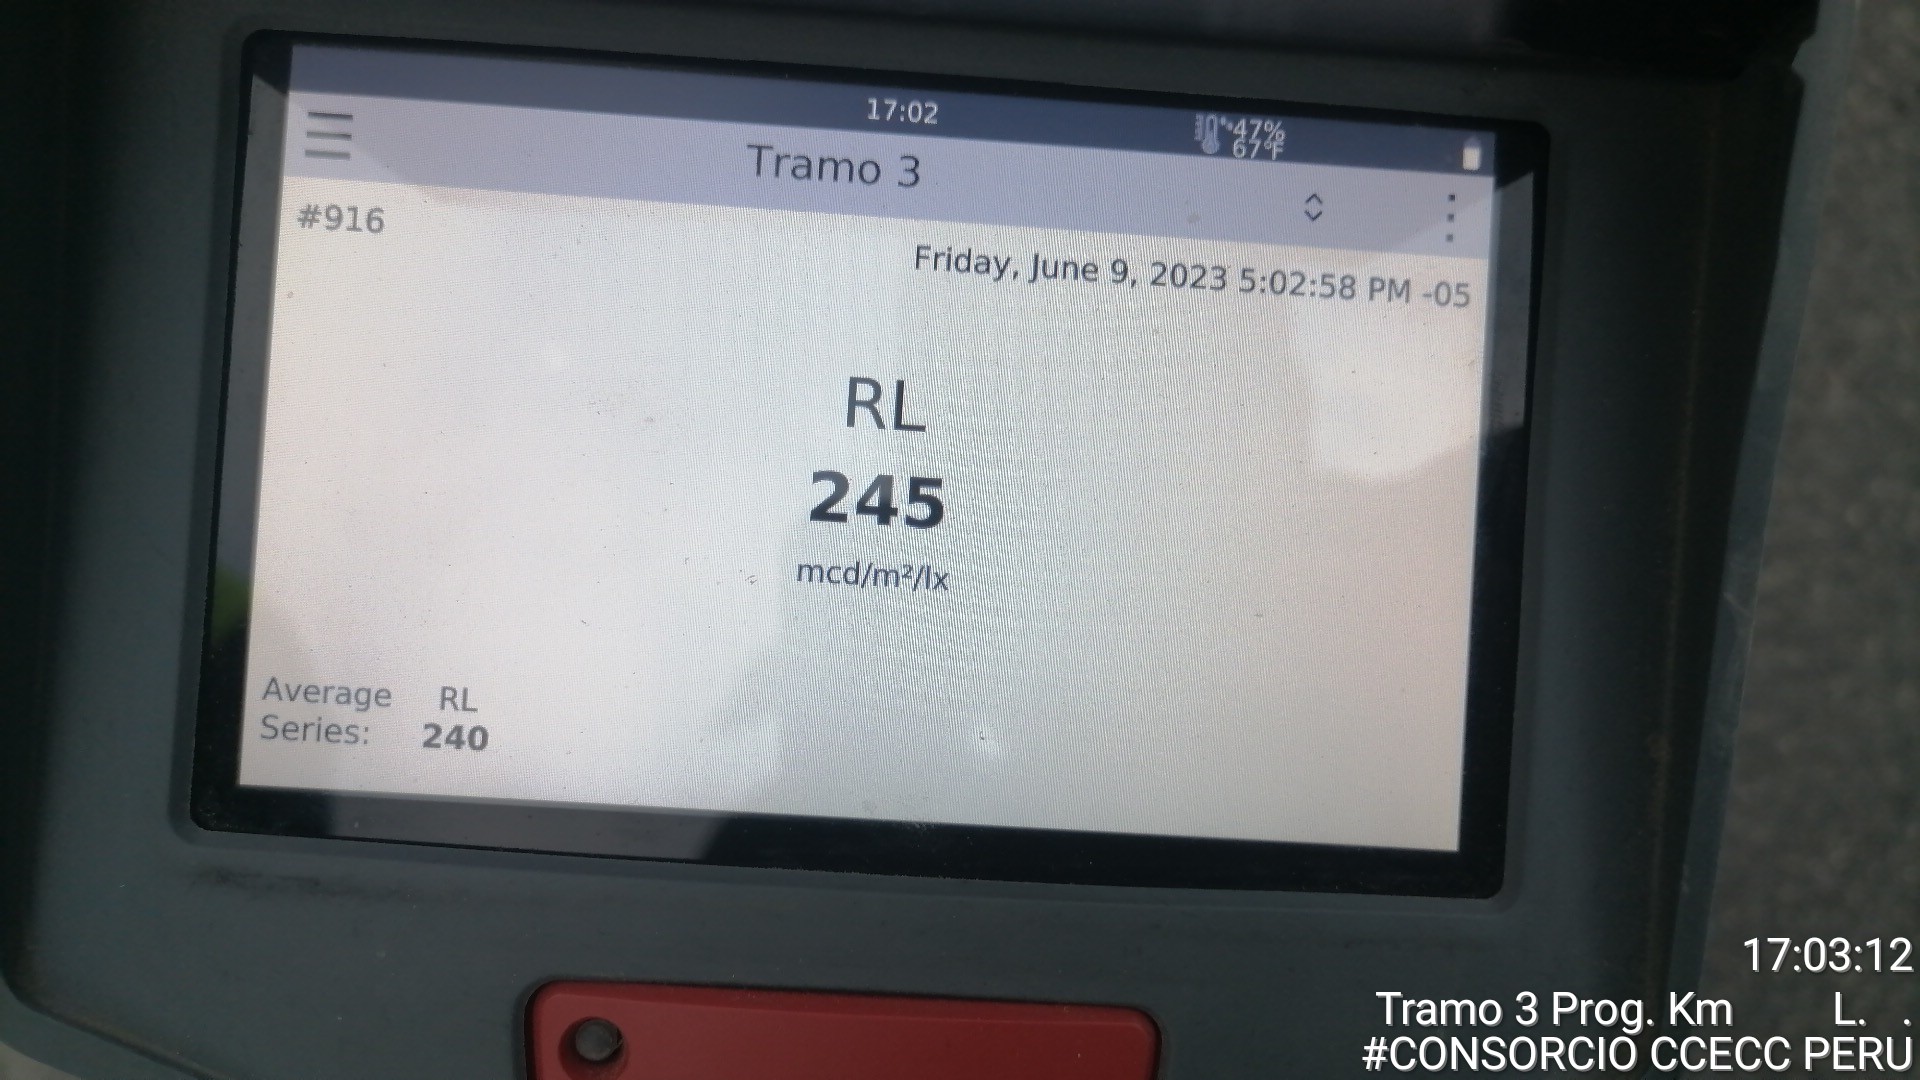 17:02
47%
67°F
Tramo 3
#916
Friday, June 9, 2023 5:02:58 PM -05
RL
245
mcd/m²/lx
Average RL
Series: 240
17:03:12
Tramo 3 Prog. Km L. .
#CONSORCIO CCECC PERU